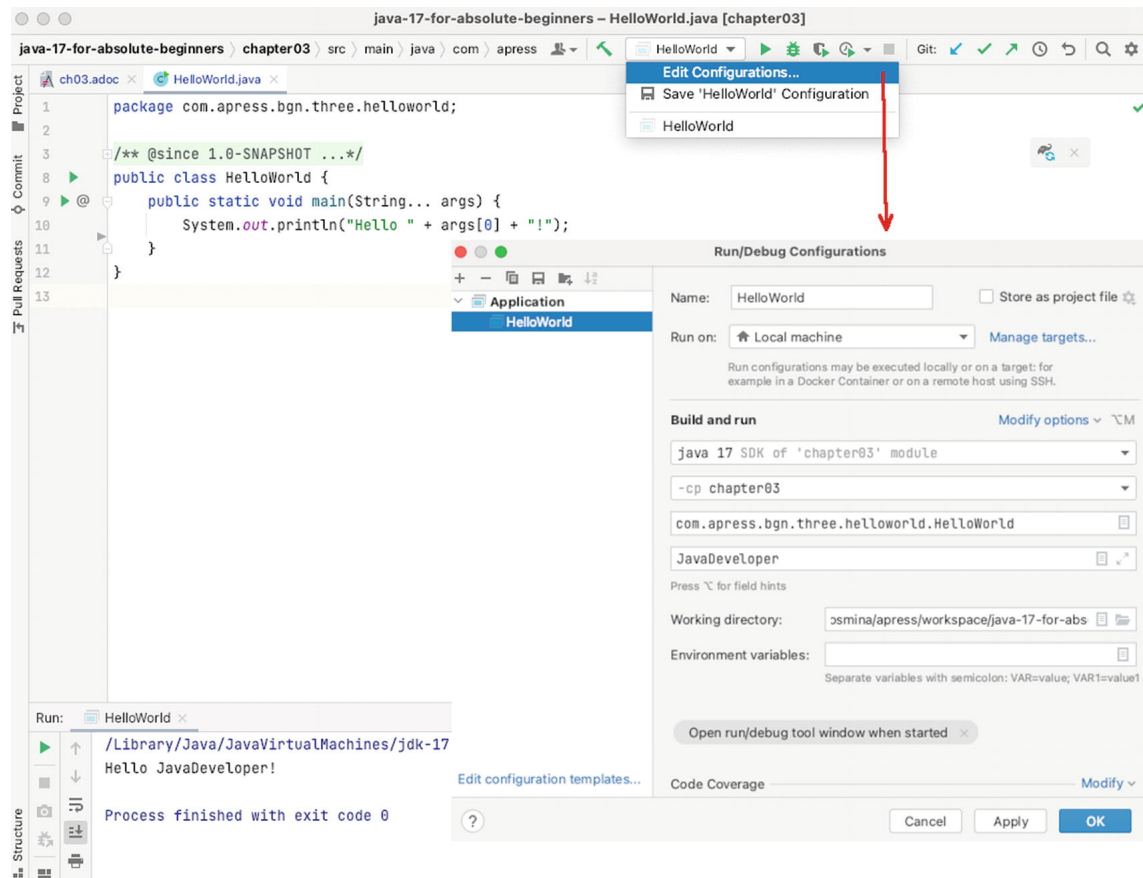 java-17-for-absolute-beginners – HelloWorld.java [chapter03]
java-17-for-absolute-beginners 〉 chapter03 〉 src 〉 main 〉 java 〉 com 〉 apress HelloWorld Git:
Project
Commit
Pull Requests
Structure
ch03.adoc × HelloWorld.java ×
Edit Configurations...
Save 'HelloWorld' Configuration
HelloWorld
1 package com.apress.bgn.three.helloworld;
2
3 /** @since 1.0-SNAPSHOT ...*/
8 public class HelloWorld {
9 @ public static void main(String... args) {
10 System.out.println("Hello " + args[0] + "!");
11 }
12 }
13
Run/Debug Configurations
Application
HelloWorld
Edit configuration templates...
Name: HelloWorld Store as project file
Run on: Local machine Manage targets...
Run configurations may be executed locally or on a target: for
example in a Docker Container or on a remote host using SSH.
Build and run Modify options ⌥M
java 17 SDK of 'chapter03' module
-cp chapter03
com.apress.bgn.three.helloworld.HelloWorld
JavaDeveloper
Press ⌥ for field hints
Working directory: osmina/apress/workspace/java-17-for-abs
Environment variables:
Separate variables with semicolon: VAR=value; VAR1=value1
Open run/debug tool window when started ×
Code Coverage Modify
? Cancel Apply OK
Run: HelloWorld ×
/Library/Java/JavaVirtualMachines/jdk-17
Hello JavaDeveloper!
Process finished with exit code 0